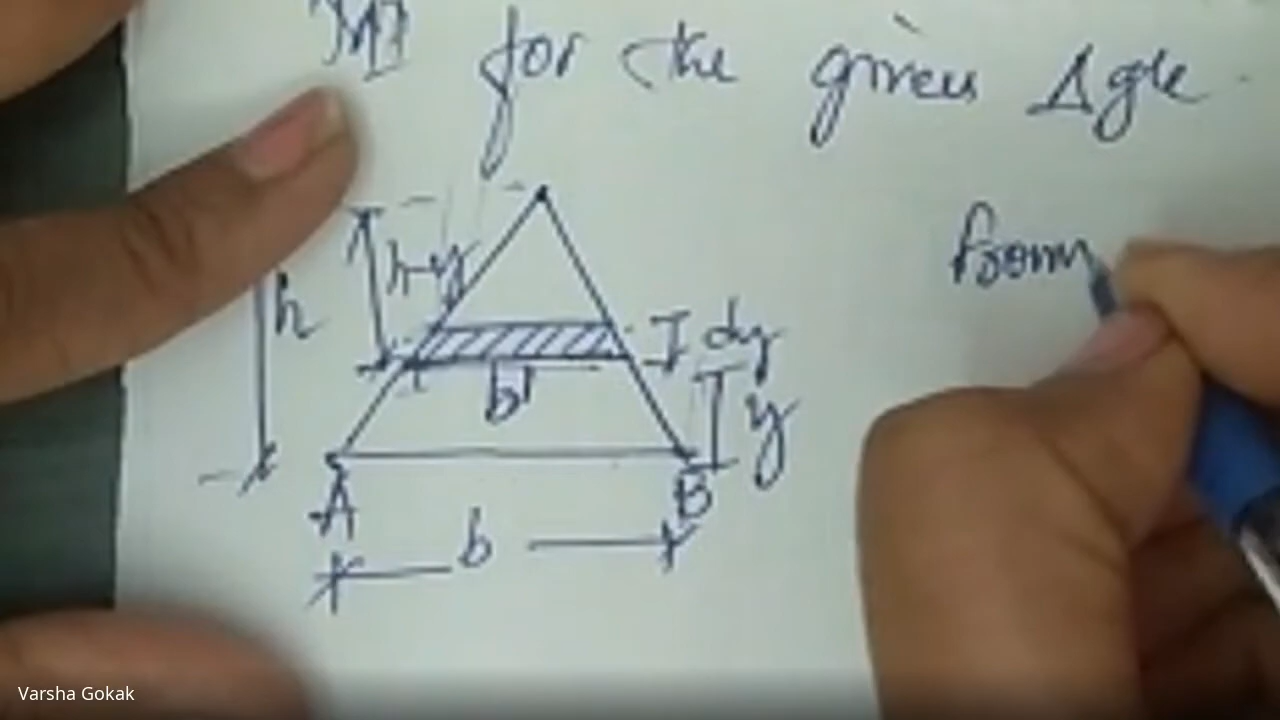 MI for the given Δgle
h
h-y
From
dy
b'
y
A
B
b
Varsha Gokak